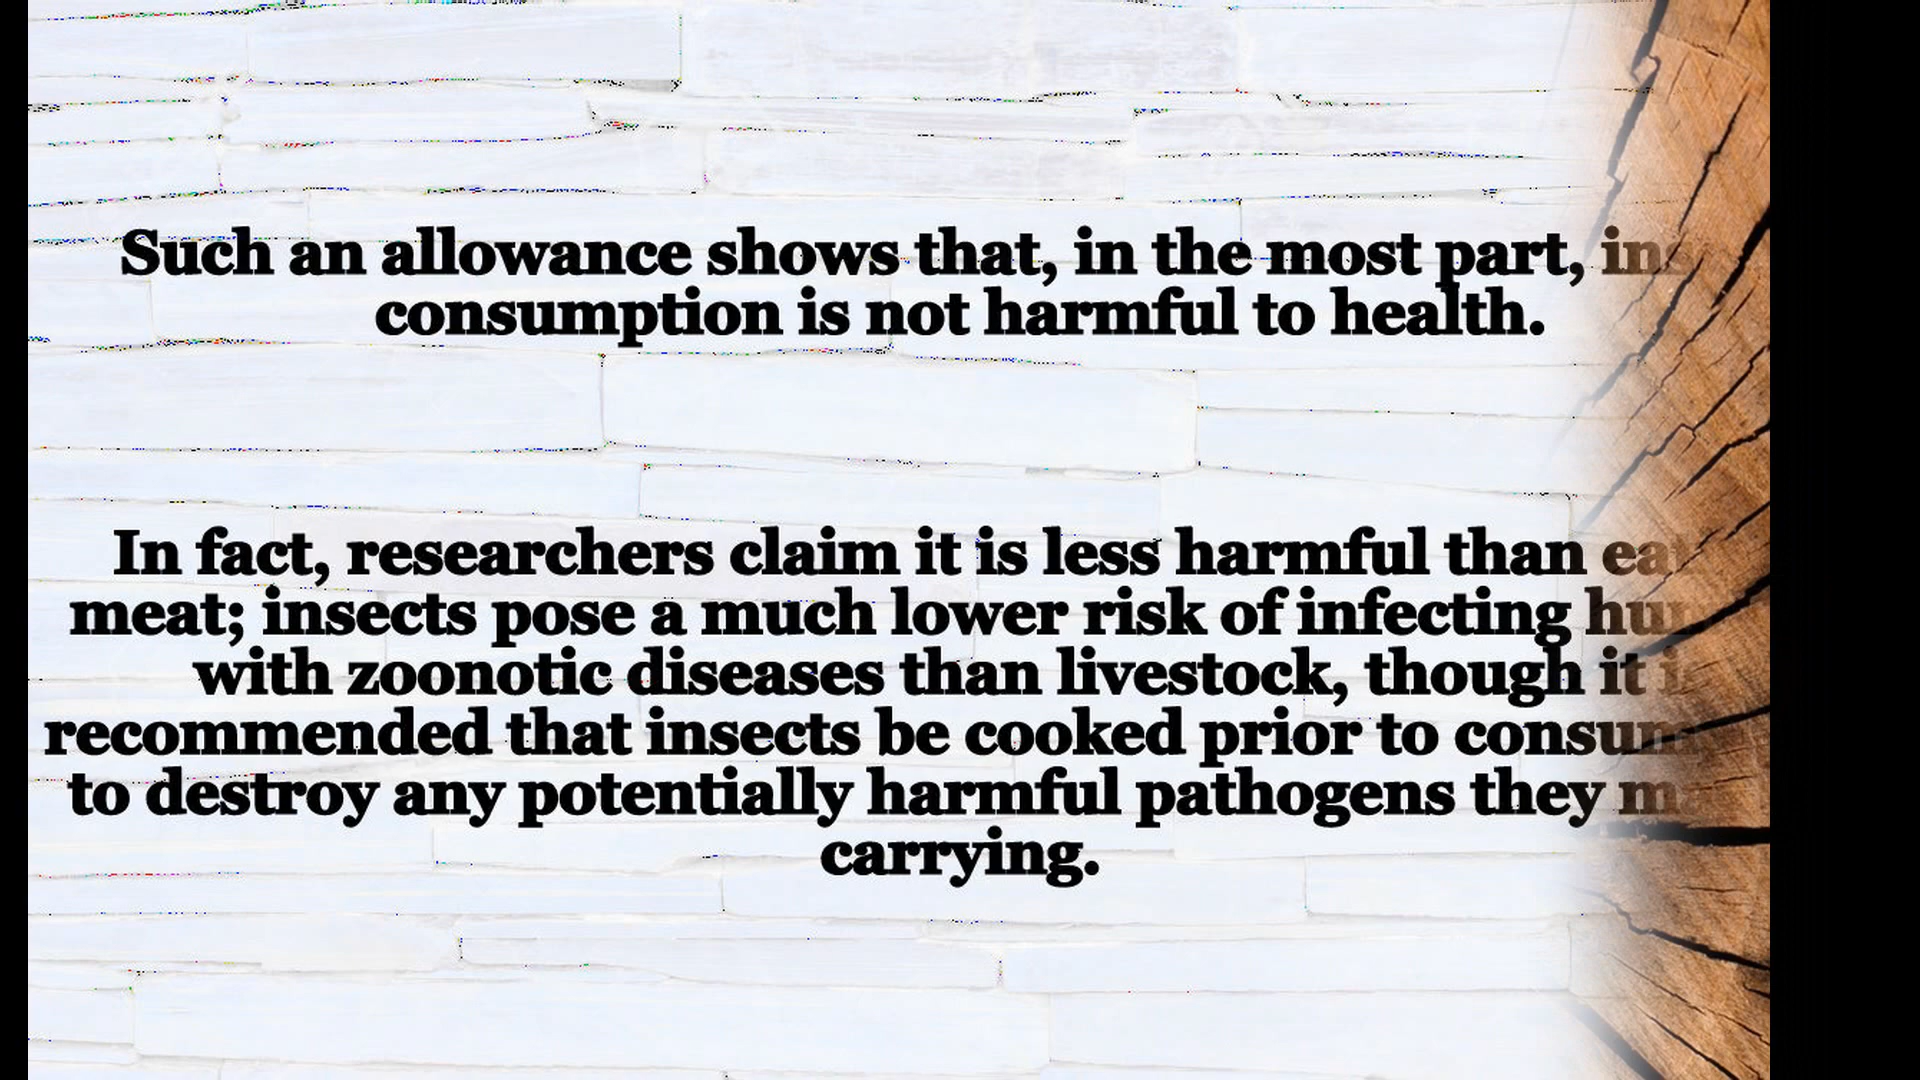 Such an allowance shows that, in the most part,
consumption is not harmful to health.
In fact, researchers claim it is less harmful than
meat; insects pose a much lower risk of infecting
with zoonotic diseases than livestock, though it is
recommended that insects be cooked prior to
to destroy any potentially harmful pathogens they
carrying.